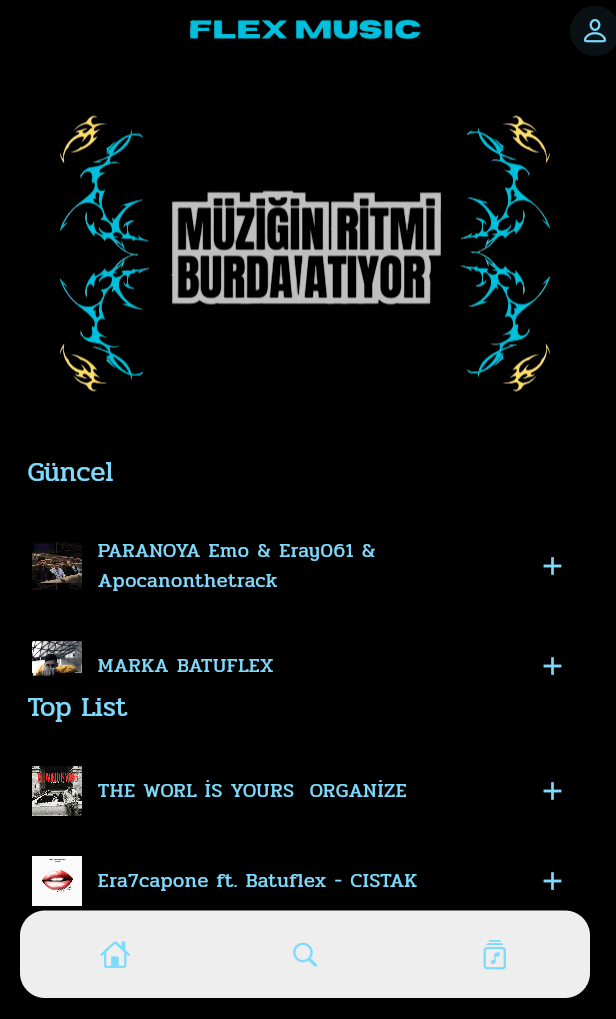 FLEX MUSIC
MÜZİĞİN RİTMİ
BURDA ATIYOR
Güncel
PARANOYA Emo & Eray061 &
Apocanonthetrack
MARKA BATUFLEX
Top List
THE WORL İS YOURS  ORGANİZE
Era7capone ft. Batuflex - CISTAK